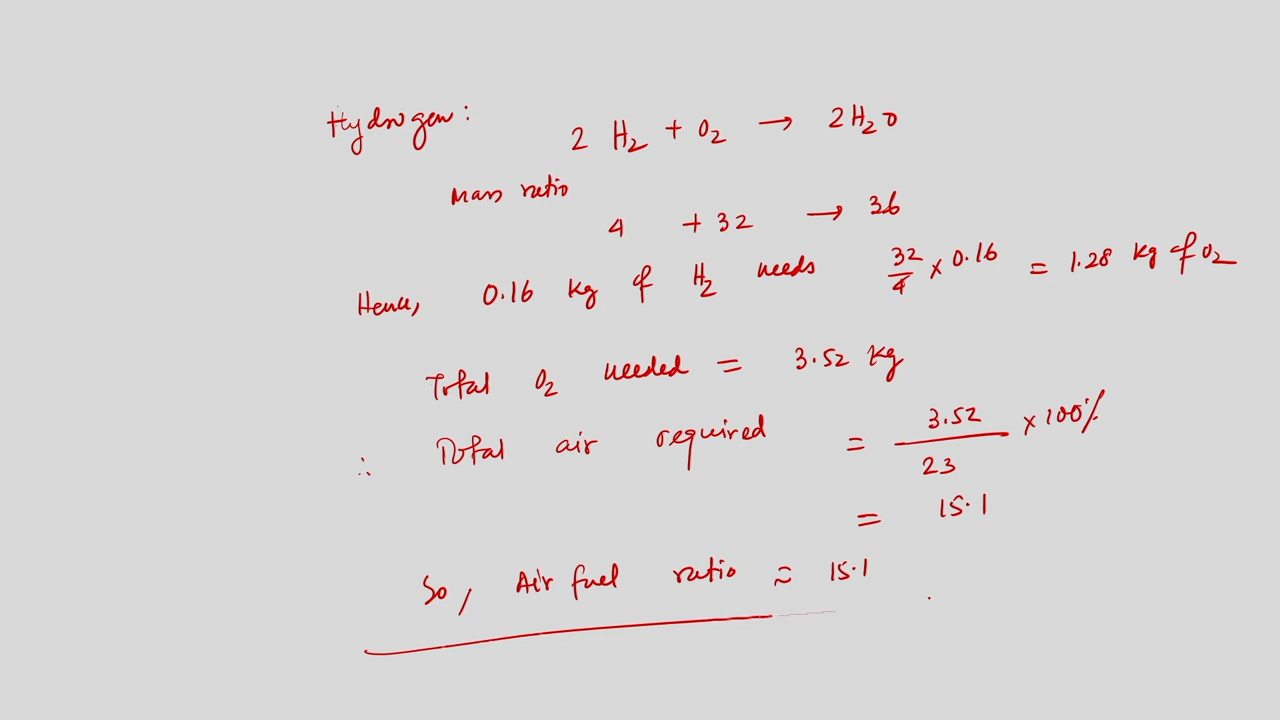 Hydrogen: 2 H₂ + O₂ → 2H₂O
Mass ratio
4 + 32 → 36
Hence, 0.16 kg of H₂ needs 32/4 × 0.16 = 1.28 kg of O₂
Total O₂ needed = 3.52 kg
∴ Total air required = 3.52/23 × 100%
= 15.1
So, Air fuel ratio ≈ 15.1